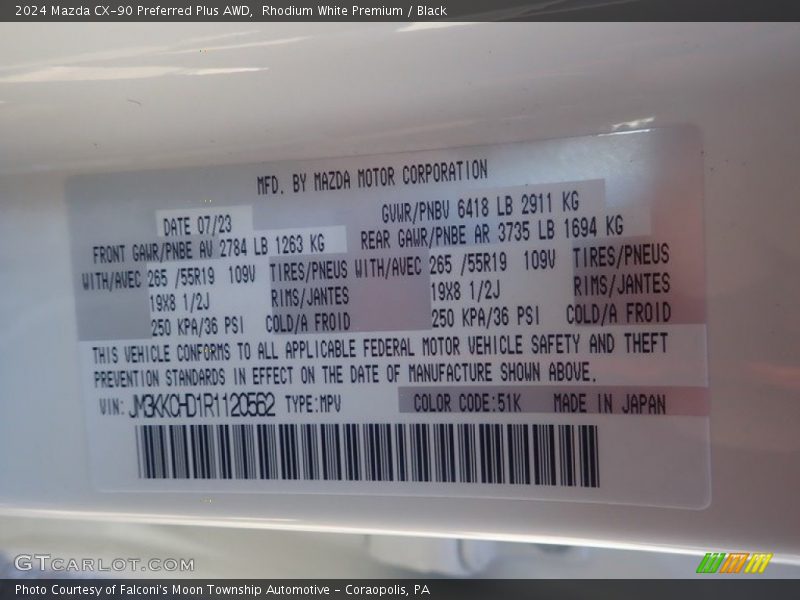 2024 Mazda CX-90 Preferred Plus AWD,  Rhodium White Premium / Black
MFD. BY MAZDA MOTOR CORPORATION
DATE 07/23
GVWR/PNBV 6418 LB 2911 KG
FRONT GAWR/PNBE AV 2784 LB 1263 KG
REAR GAWR/PNBE AR 3735 LB 1694 KG
WITH/AVEC 265 /55R19 109V TIRES/PNEUS WITH/AVEC 265 /55R19 109V TIRES/PNEUS
19X8 1/2J RIMS/JANTES 19X8 1/2J RIMS/JANTES
250 KPA/36 PSI COLD/A FROID 250 KPA/36 PSI COLD/A FROID
THIS VEHICLE CONFORMS TO ALL APPLICABLE FEDERAL MOTOR VEHICLE SAFETY AND THEFT
PREVENTION STANDARDS IN EFFECT ON THE DATE OF MANUFACTURE SHOWN ABOVE.
VIN: JM3KKCHD1R1120562 TYPE:MPV COLOR CODE:51K MADE IN JAPAN
GTCARLOT.COM
Photo Courtesy of Falconi's Moon Township Automotive - Coraopolis, PA